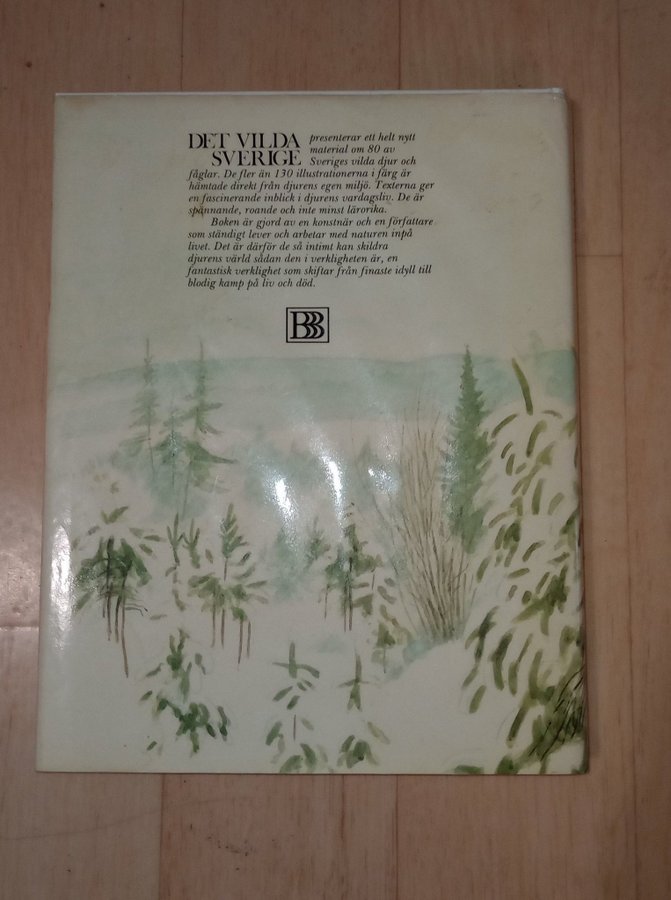 DET VILDA presenterar ett helt nytt
SVERIGE material om 80 av
Sveriges vilda djur och
fåglar. De fler än 130 illustrationerna i färg är
hämtade direkt från djurens egen miljö. Texterna ger
en fascinerande inblick i djurens vardagsliv. De är
spännande, roande och inte minst lärorika.
Boken är gjord av en konstnär och en författare
som ständigt lever och arbetar med naturen inpå
livet. Det är därför de så intimt kan skildra
djurens värld sådan den i verkligheten är, en
fantastisk verklighet som skiftar från finaste idyll till
blodig kamp på liv och död.
BBB